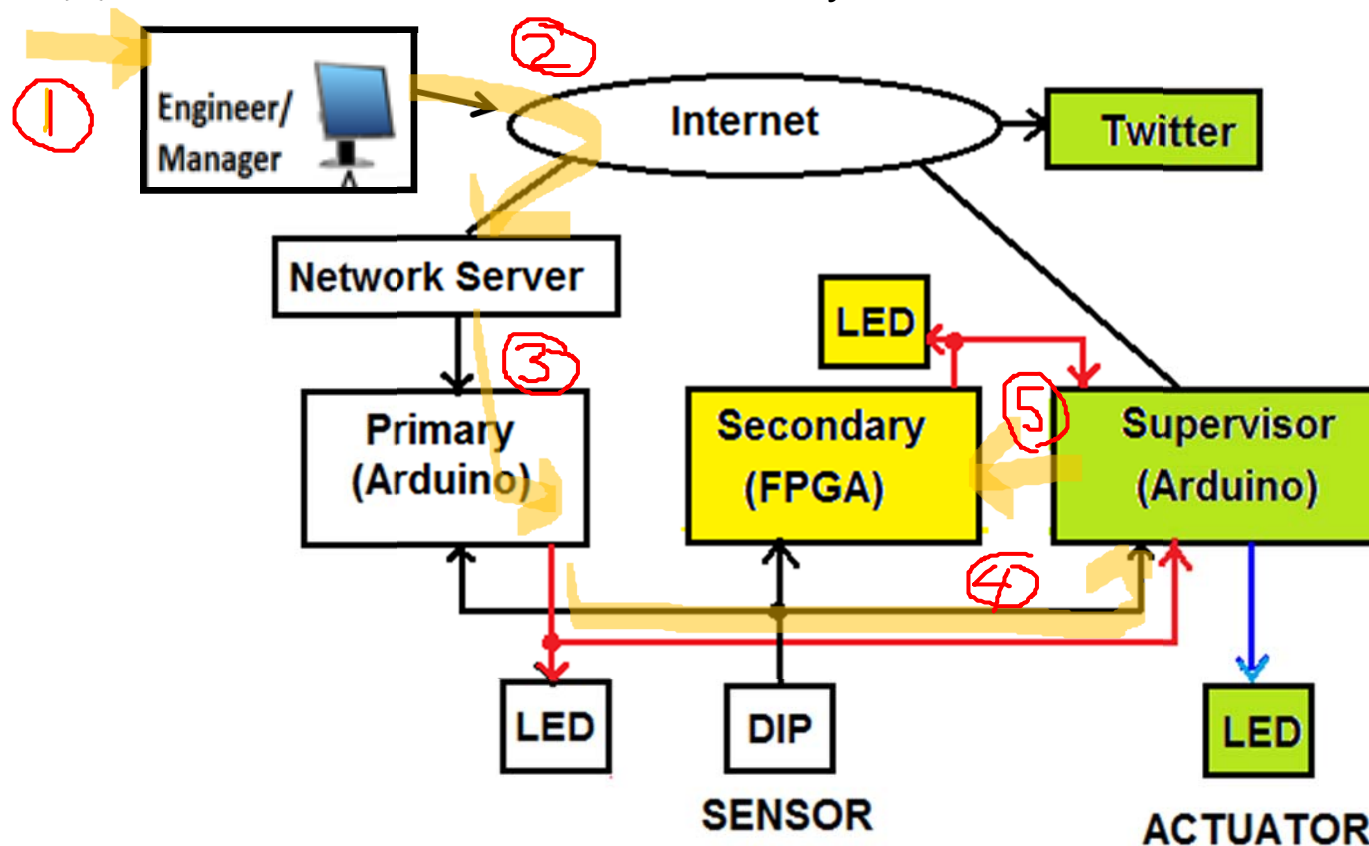 1
2
Engineer/
Manager
Internet
Twitter
Network Server
LED
3
Primary
(Arduino)
Secondary
(FPGA)
5
Supervisor
(Arduino)
4
LED
DIP
LED
SENSOR
ACTUATOR